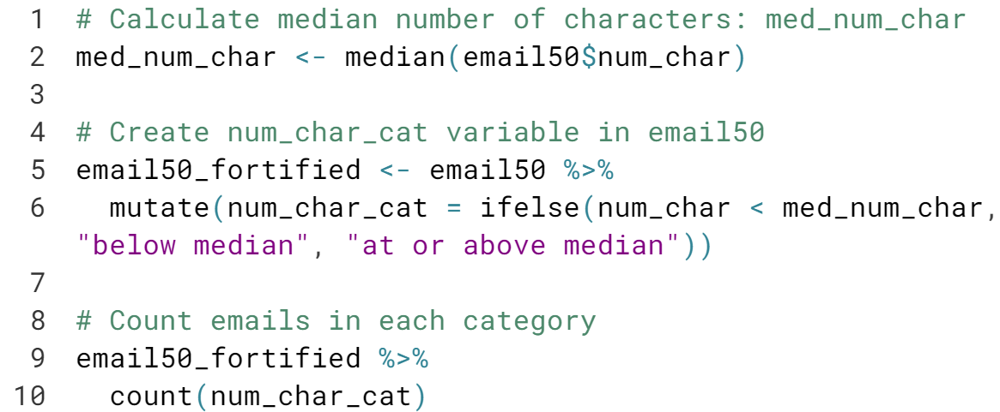 1 # Calculate median number of characters: med_num_char
2 med_num_char <- median(email50$num_char)
3
4 # Create num_char_cat variable in email50
5 email50_fortified <- email50 %>%
6   mutate(num_char_cat = ifelse(num_char < med_num_char,
"below median", "at or above median"))
7
8 # Count emails in each category
9 email50_fortified %>%
10   count(num_char_cat)